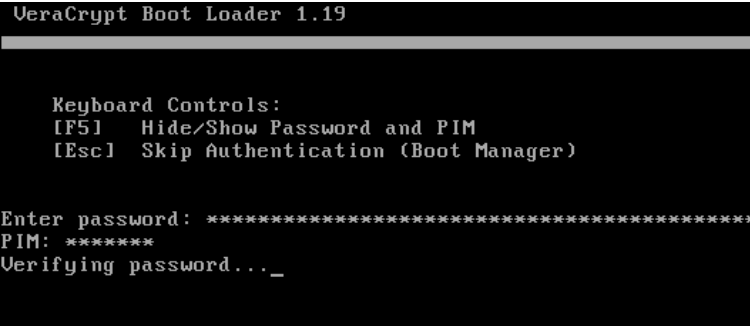 VeraCrypt Boot Loader 1.19
Keyboard Controls:
[F5] Hide/Show Password and PIM
[Esc] Skip Authentication (Boot Manager)
Enter password: *******************************************
PIM: *******
Verifying password..._